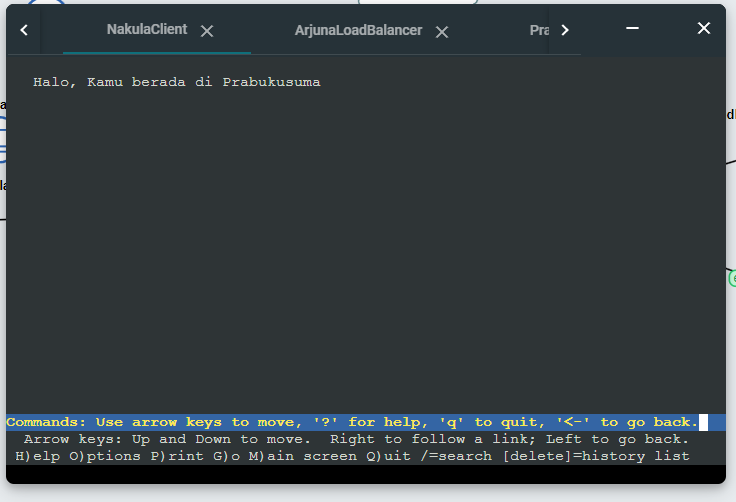 NakulaClient
ArjunaLoadBalancer
Halo, Kamu berada di Prabukusuma
Commands: Use arrow keys to move, '?' for help, 'q' to quit, '<-' to go back.
Arrow keys: Up and Down to move.  Right to follow a link; Left to go back.
H)elp O)ptions P)rint G)o M)ain screen Q)uit /=search [delete]=history list